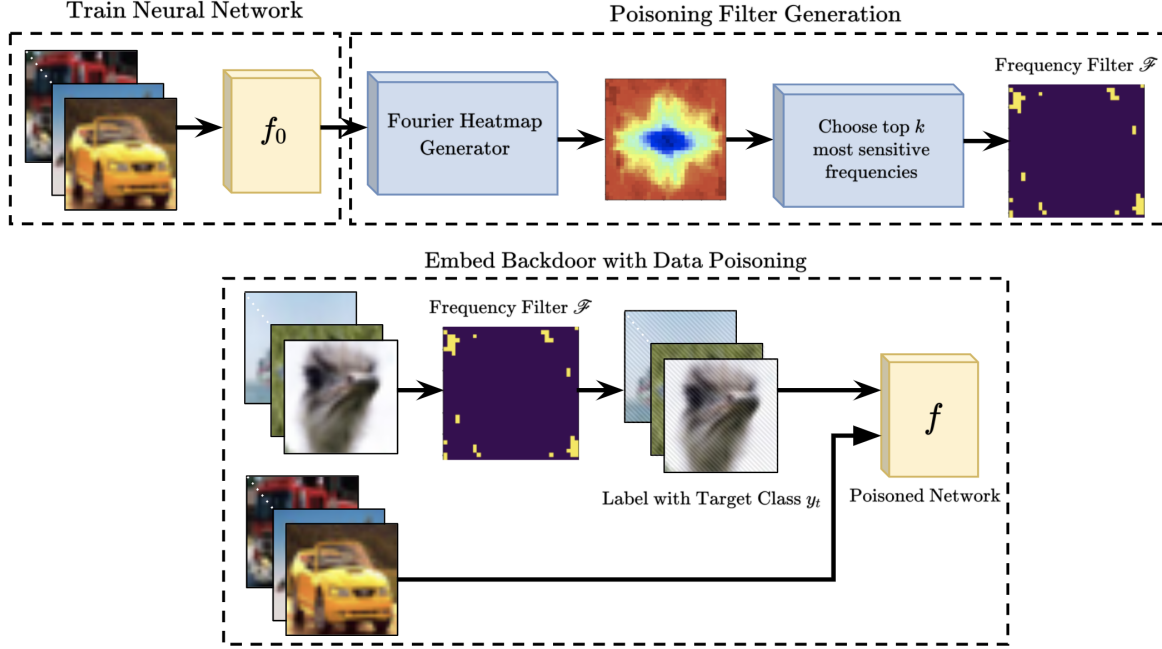 Train Neural Network
Poisoning Filter Generation
f₀
Fourier Heatmap
Generator
Choose top k
most sensitive
frequencies
Frequency Filter ℱ
Embed Backdoor with Data Poisoning
Frequency Filter ℱ
Label with Target Class yₜ
f
Poisoned Network